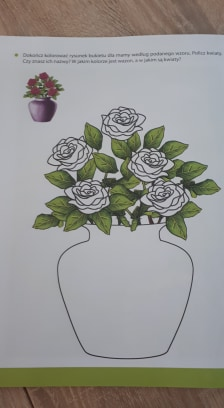 Dokończ kolorować rysunek bukietu dla mamy według podanego wzoru. Policz kwiaty.
Czy znasz ich nazwy? W jakim kolorze jest wazon, a w jakim są kwiaty?